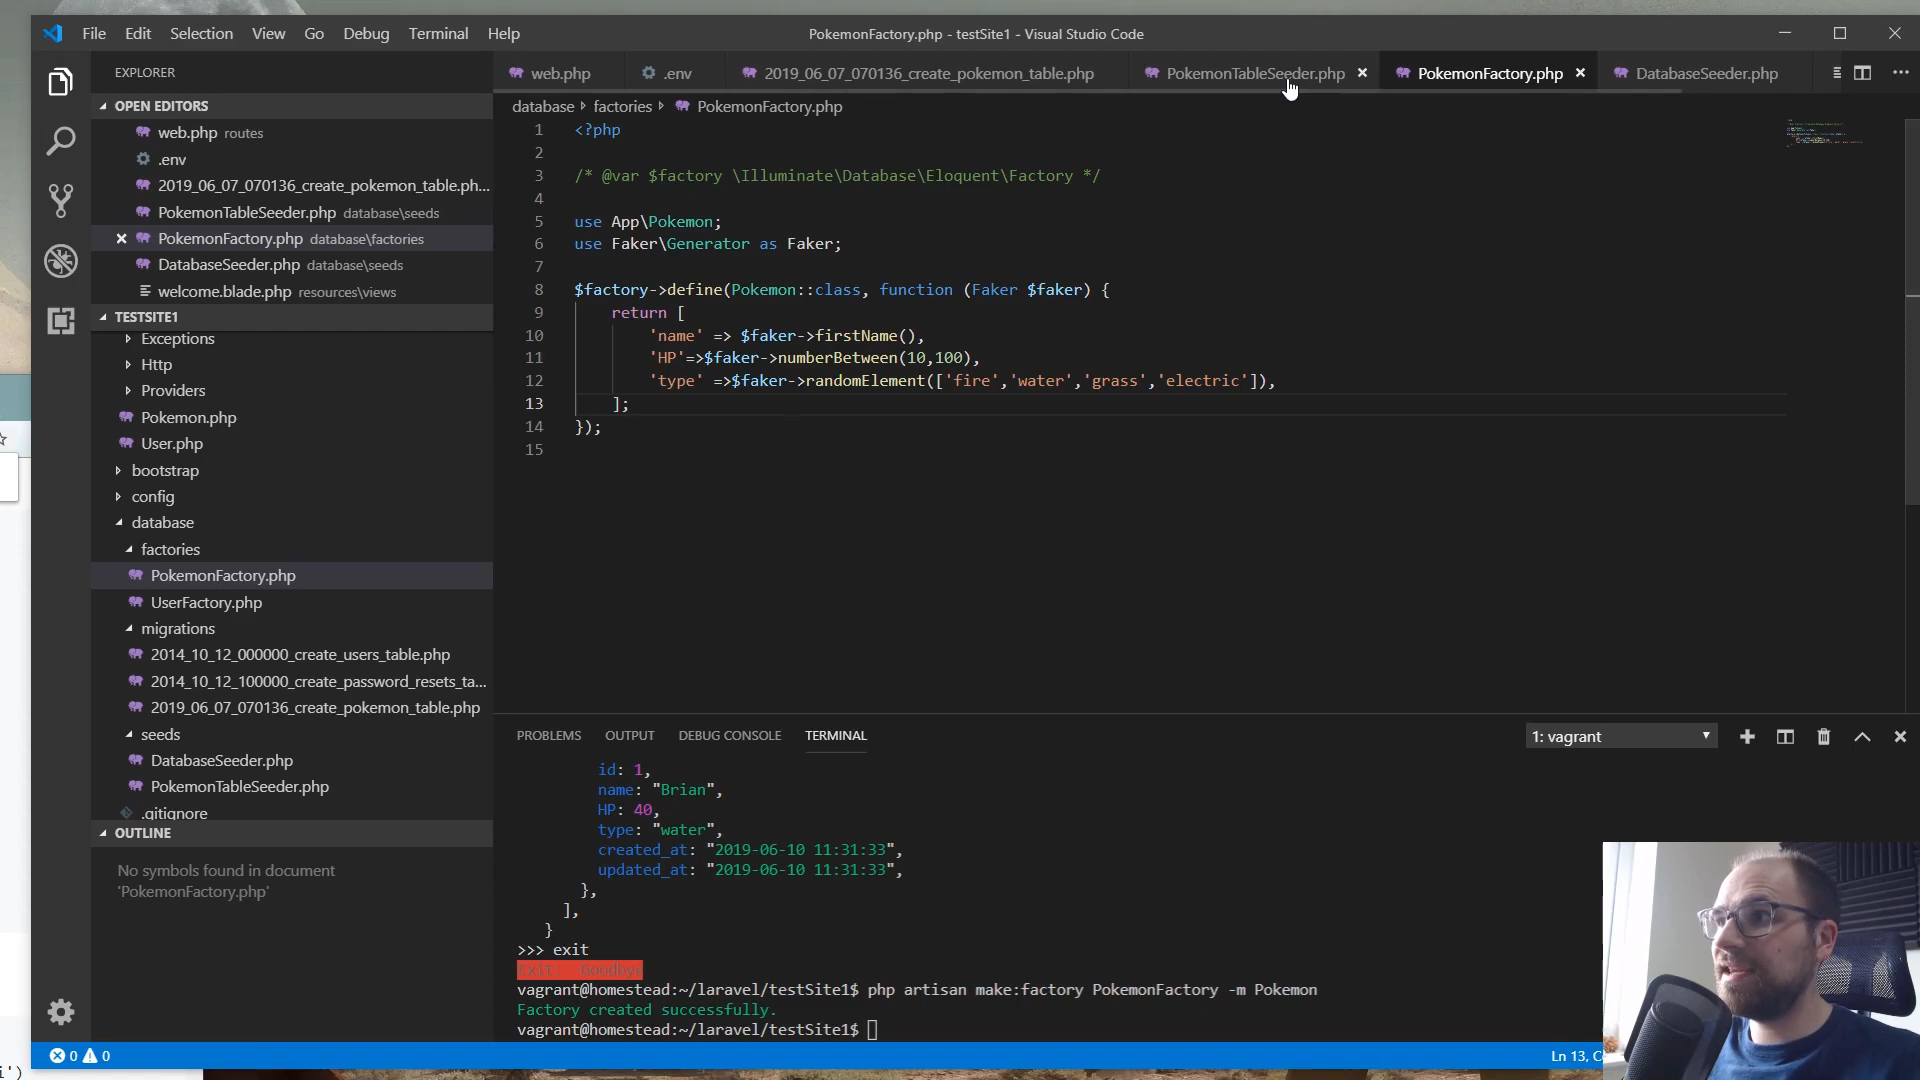 File Edit Selection View Go Debug Terminal Help
PokemonFactory.php - testSite1 - Visual Studio Code
EXPLORER
OPEN EDITORS
web.php routes
.env
2019_06_07_070136_create_pokemon_table.ph...
PokemonTableSeeder.php database\seeds
PokemonFactory.php database\factories
DatabaseSeeder.php database\seeds
welcome.blade.php resources\views
TESTSITE1
Exceptions
Http
Providers
Pokemon.php
User.php
bootstrap
config
database
factories
PokemonFactory.php
UserFactory.php
migrations
2014_10_12_000000_create_users_table.php
2014_10_12_100000_create_password_resets_ta...
2019_06_07_070136_create_pokemon_table.php
seeds
DatabaseSeeder.php
PokemonTableSeeder.php
.gitignore
OUTLINE
No symbols found in document
'PokemonFactory.php'
web.php .env 2019_06_07_070136_create_pokemon_table.php PokemonTableSeeder.php PokemonFactory.php DatabaseSeeder.php
database factories PokemonFactory.php
1 <?php
2
3 /* @var $factory \Illuminate\Database\Eloquent\Factory */
4
5 use App\Pokemon;
6 use Faker\Generator as Faker;
7
8 $factory->define(Pokemon::class, function (Faker $faker) {
9 return [
10 'name' => $faker->firstName(),
11 'HP'=>$faker->numberBetween(10,100),
12 'type' =>$faker->randomElement(['fire','water','grass','electric']),
13 ];
14 });
15
PROBLEMS OUTPUT DEBUG CONSOLE TERMINAL
1: vagrant
id: 1,
name: "Brian",
HP: 40,
type: "water",
created_at: "2019-06-10 11:31:33",
updated_at: "2019-06-10 11:31:33",
},
],
}
>>> exit
Exit: Goodbye
vagrant@homestead:~/laravel/testSite1$ php artisan make:factory PokemonFactory -m Pokemon
Factory created successfully.
vagrant@homestead:~/laravel/testSite1$
0 0
Ln 13,
i')